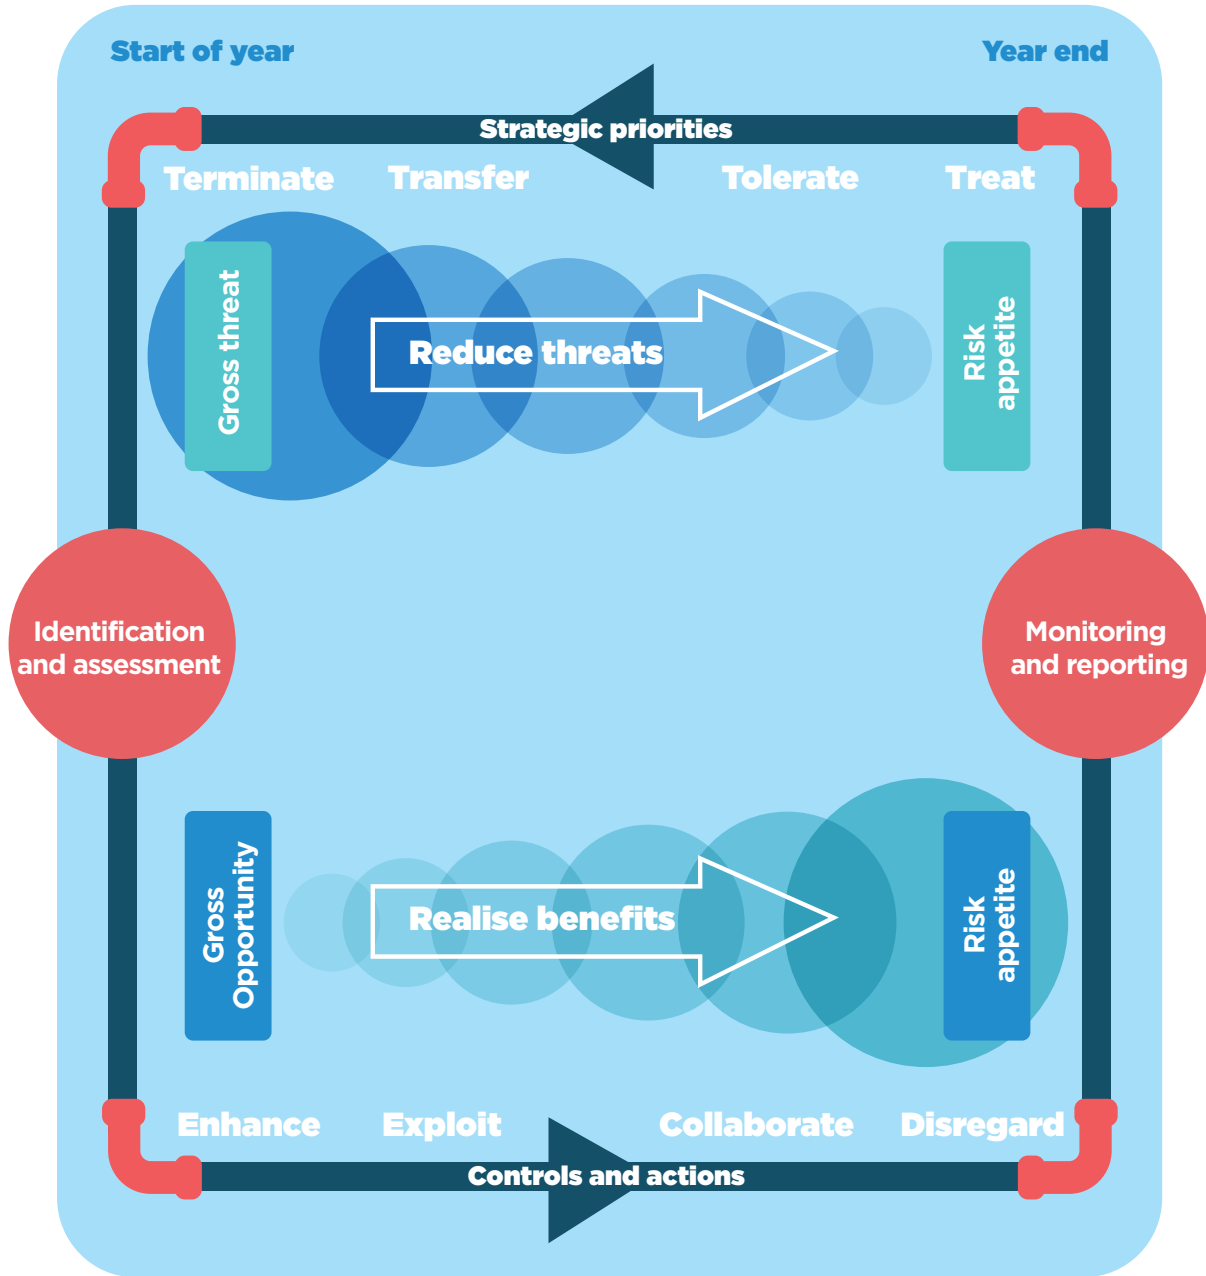 Start of year
Year end
Strategic priorities
Terminate
Transfer
Tolerate
Treat
Gross threat
Reduce threats
Risk
appetite
Identification
and assessment
Monitoring
and reporting
Gross
Opportunity
Realise benefits
Risk
appetite
Enhance
Exploit
Collaborate
Disregard
Controls and actions